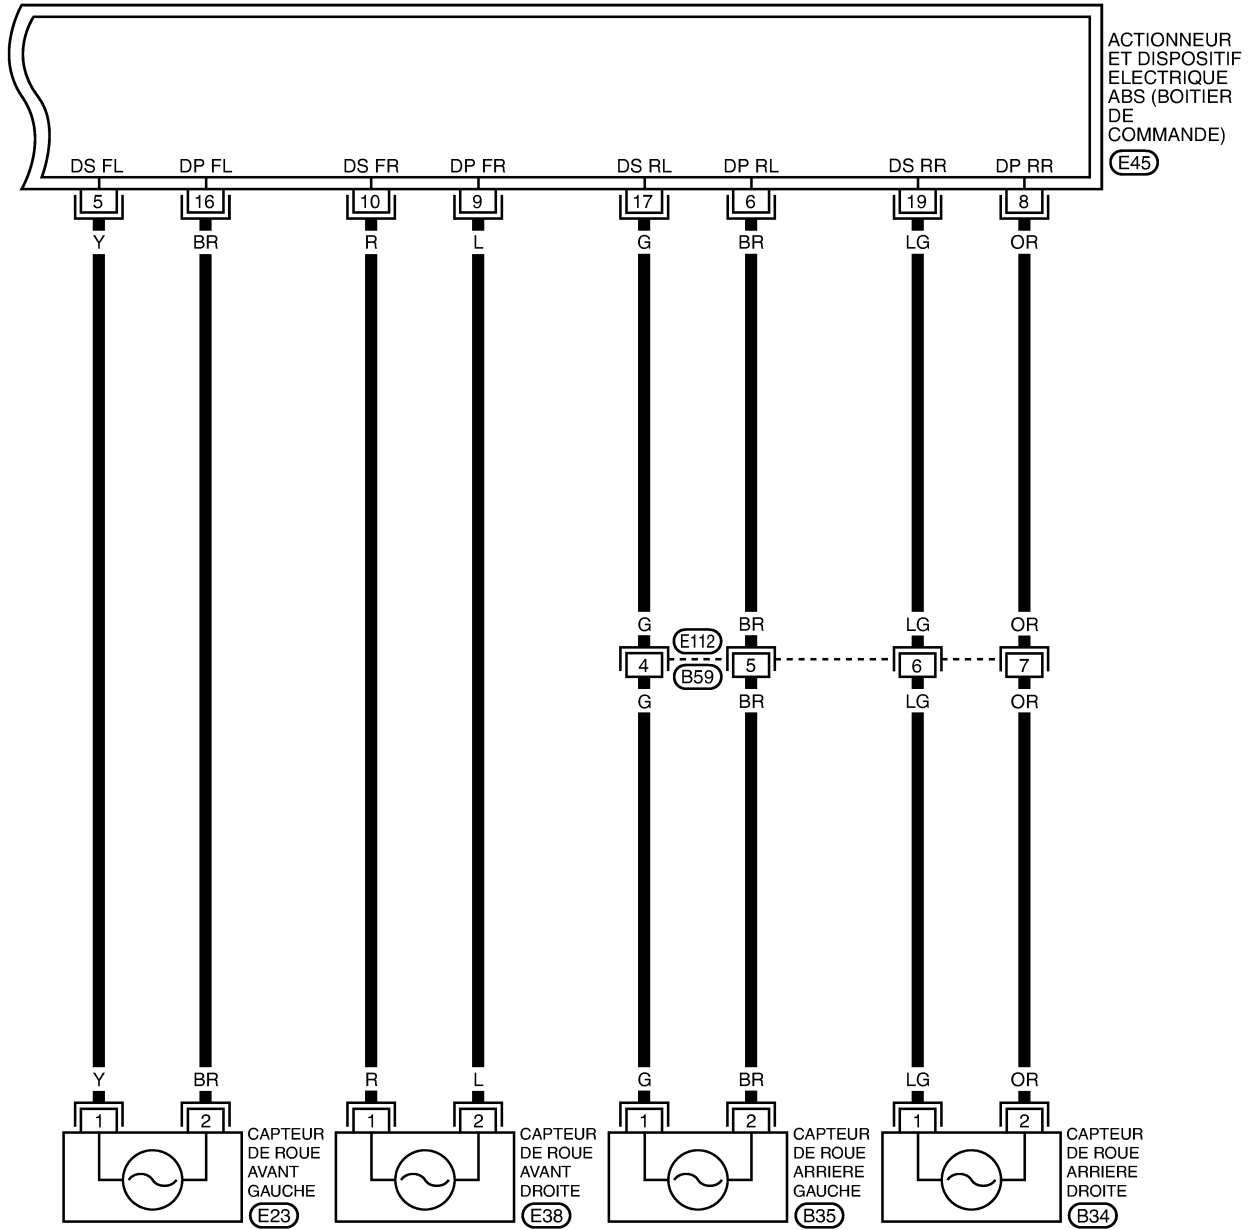 ACTIONNEUR
ET DISPOSITIF
ELECTRIQUE
ABS (BOITIER
DE
COMMANDE)
E45
DS FL DP FL DS FR DP FR DS RL DP RL DS RR DP RR
5 16 10 9 17 6 19 8
Y BR R L G BR LG OR
G BR LG OR
E112
4 5 6 7
B59
G BR LG OR
Y BR R L G BR LG OR
1 2 1 2 1 2 1 2
CAPTEUR
DE ROUE
AVANT
GAUCHE
E23
CAPTEUR
DE ROUE
AVANT
DROITE
E38
CAPTEUR
DE ROUE
ARRIERE
GAUCHE
B35
CAPTEUR
DE ROUE
ARRIERE
DROITE
B34